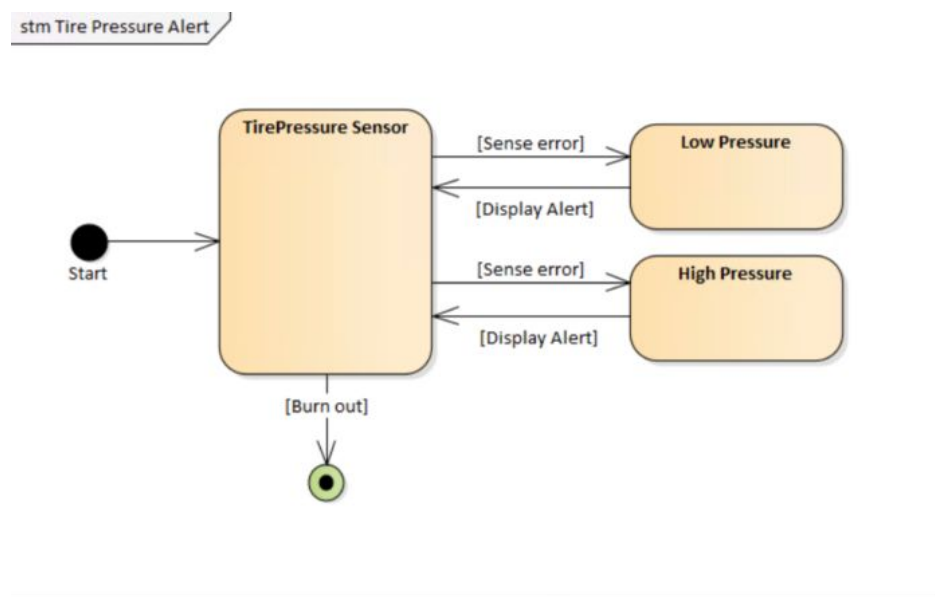 stm Tire Pressure Alert
TirePressure Sensor
[Sense error]
Low Pressure
[Display Alert]
Start
[Sense error]
High Pressure
[Display Alert]
[Burn out]